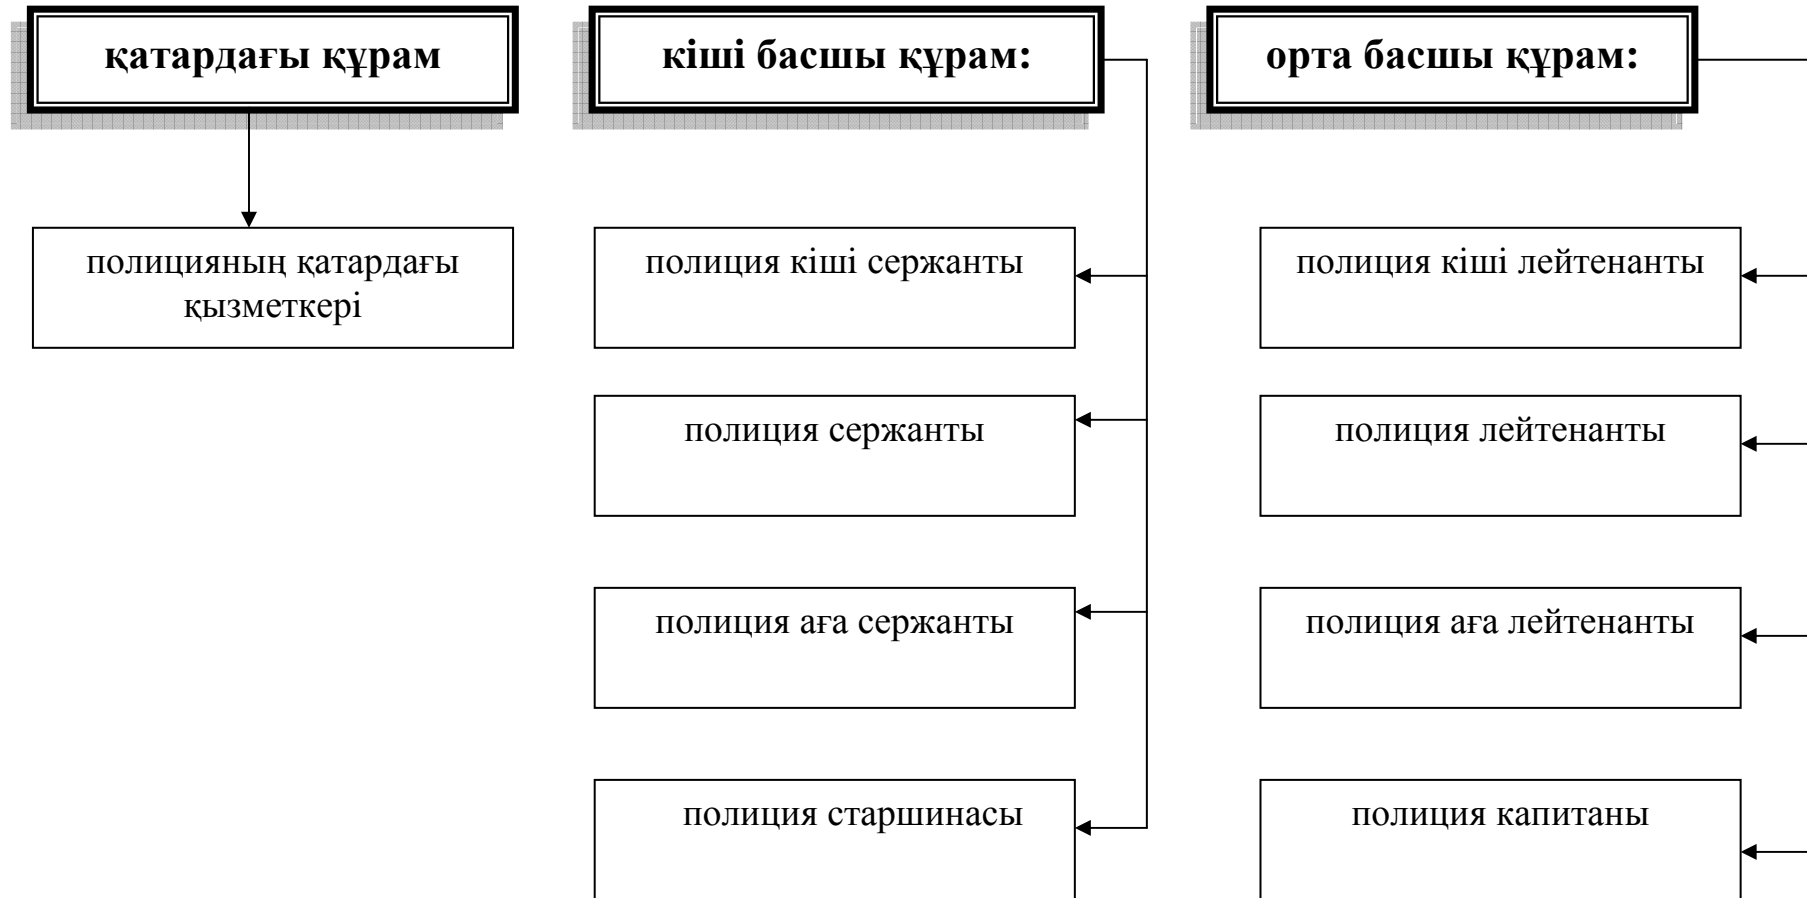 қатардағы құрам
кіші басшы құрам:
орта басшы құрам:
полицияның қатардағы
қызметкері
полиция кіші сержанты
полиция кіші лейтенанты
полиция сержанты
полиция лейтенанты
полиция аға сержанты
полиция аға лейтенанты
полиция старшинасы
полиция капитаны